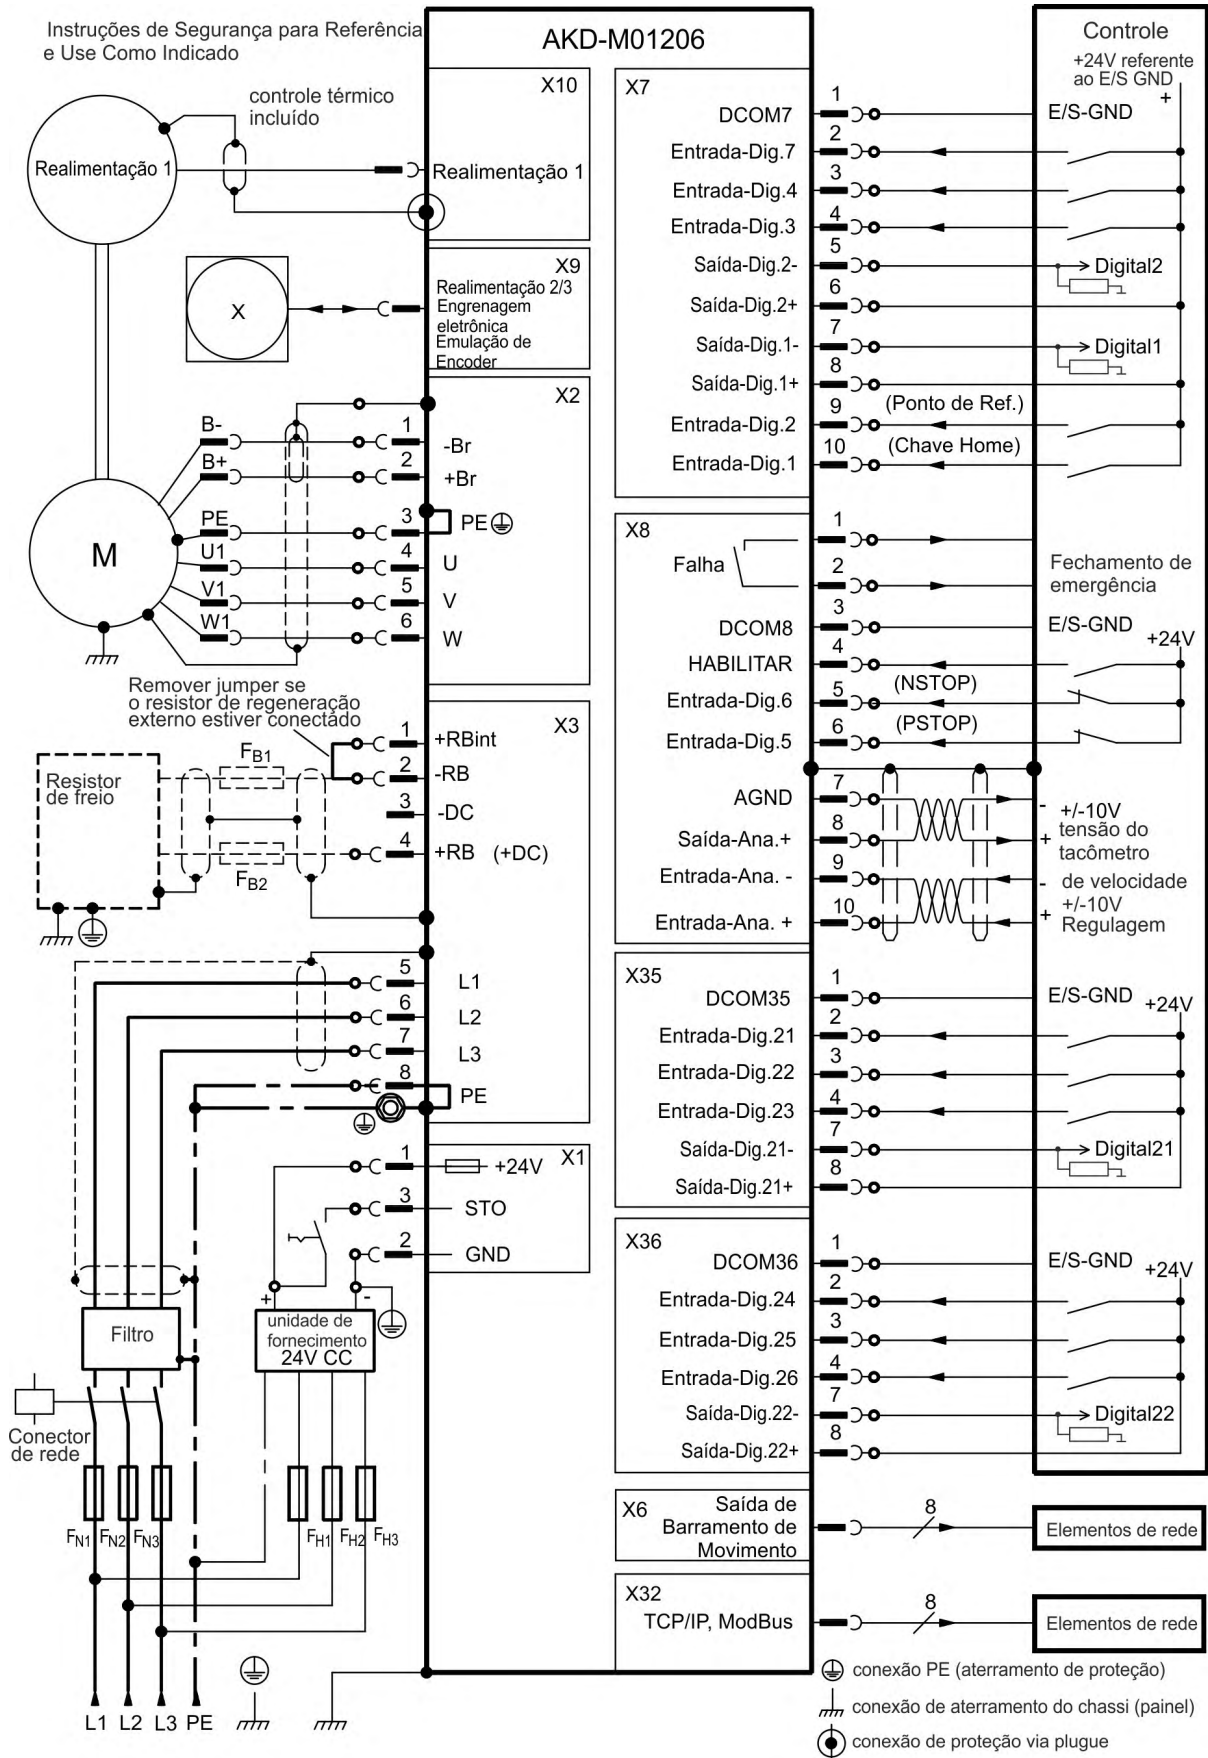 Instruções de Segurança para Referência
e Use Como Indicado
AKD-M01206
Controle
+24V referente
ao E/S GND
+
controle térmico
incluído
Realimentação 1
X10
Realimentação 1
X
X9
Realimentação 2/3
Engrenagem
eletrônica
Emulação de
Encoder
X2
B-
1
-Br
B+
2
+Br
PE
3
PE
U1
4
U
V1
5
V
W1
6
W
M
Remover jumper se
o resistor de regeneração
externo estiver conectado
X3
Resistor
de freio
FB1
FB2
1
+RBint
2
-RB
3
-DC
4
+RB (+DC)
5
L1
6
L2
7
L3
8
PE
X1
1
+24V
3
STO
2
GND
+
-
Filtro
unidade de
fornecimento
24V CC
Conector
de rede
FN1
FN2
FN3
FH1
FH2
FH3
L1 L2 L3 PE
X7
DCOM7
1
E/S-GND
Entrada-Dig.7
2
Entrada-Dig.4
3
Entrada-Dig.3
4
Saída-Dig.2-
5
Digital2
Saída-Dig.2+
6
Saída-Dig.1-
7
Digital1
Saída-Dig.1+
8
Entrada-Dig.2
9
(Ponto de Ref.)
Entrada-Dig.1
10
(Chave Home)
X8
Falha
1
2
Fechamento de
emergência
DCOM8
3
E/S-GND
+24V
HABILITAR
4
Entrada-Dig.6
5
(NSTOP)
Entrada-Dig.5
6
(PSTOP)
AGND
7
-
Saída-Ana.+
8
+
+/-10V
tensão do
tacômetro
Entrada-Ana. -
9
-
Entrada-Ana. +
10
+
de velocidade
+/-10V
Regulagem
X35
DCOM35
1
E/S-GND
+24V
Entrada-Dig.21
2
Entrada-Dig.22
3
Entrada-Dig.23
4
Saída-Dig.21-
7
Digital21
Saída-Dig.21+
8
X36
DCOM36
1
E/S-GND
+24V
Entrada-Dig.24
2
Entrada-Dig.25
3
Entrada-Dig.26
4
Saída-Dig.22-
7
Digital22
Saída-Dig.22+
8
X6
Saída de
Barramento de
Movimento
8
Elementos de rede
X32
TCP/IP, ModBus
8
Elementos de rede
conexão PE (aterramento de proteção)
conexão de aterramento do chassi (painel)
conexão de proteção via plugue